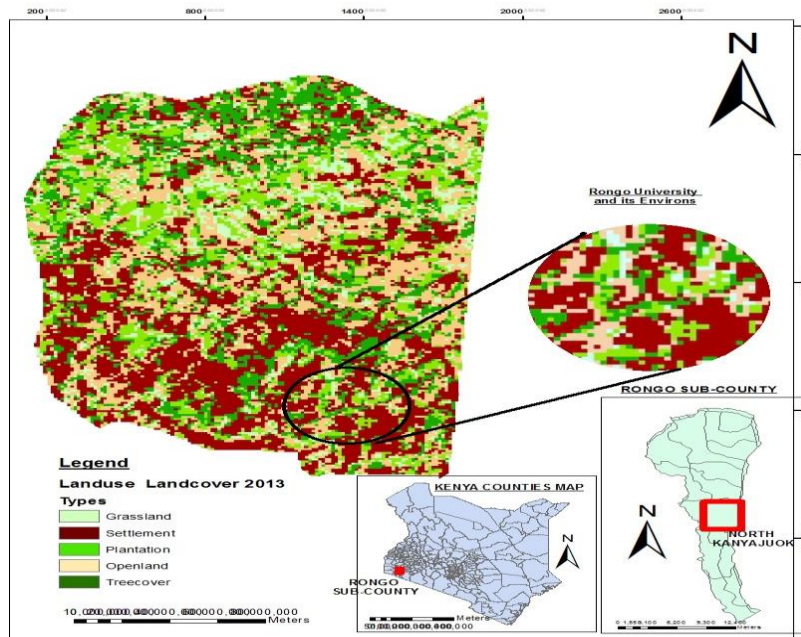 200
800
1400
2000
2600
N
Rongo University
and its Environs
RONGO SUB-COUNTY
Legend
Landuse Landcover 2013
Types
Grassland
Settlement
Plantation
Openland
Treecover
KENYA COUNTIES MAP
N
RONGO
SUB-COUNTY
N
NORTH
KANYAJUOK
Meters
Meters
Meters